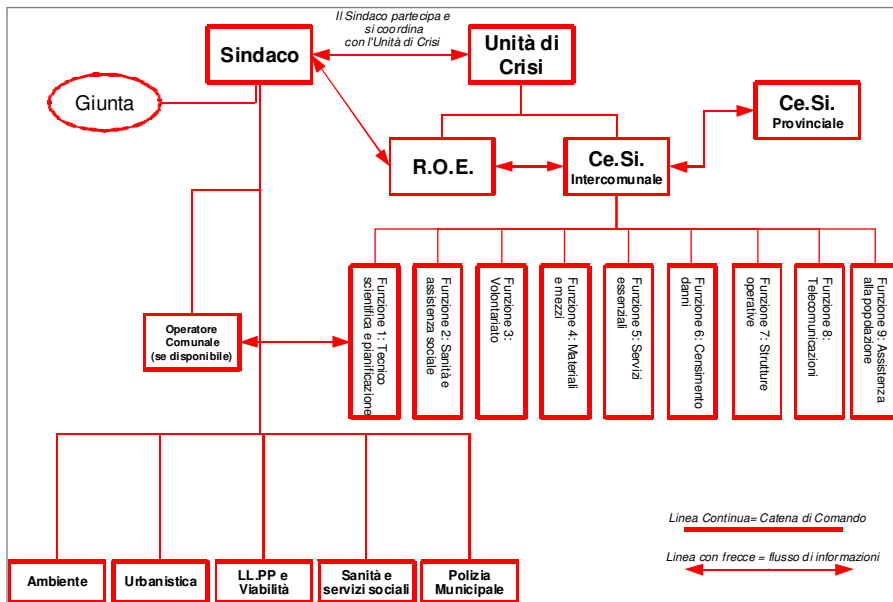 Il Sindaco partecipa e
si coordina
con l'Unità di
Crisi
Sindaco
Unità di
Crisi
Giunta
Ce.Si.
Provinciale
R.O.E.
Ce.Si.
Intercomunale
Funzione 1: Tecnico
scientifica e pianificazione
Funzione 2: Sanità e
assistenza sociale
Funzione 3:
Volontariato
Funzione 4: Materiali
e mezzi
Funzione 5: Servizi
essenziali
Funzione 6: Censimento
danni
Funzione 7: Strutture
operative
Funzione 8:
Telecomunicazioni
Funzione 9: Assistenza
alla popolazione
Operatore
Comunale
(se disponibile)
Linea Continua= Catena di Comando
Linea con frecce = flusso di informazioni
Ambiente
Urbanistica
LL.PP e
Viabilità
Sanità e
servizi sociali
Polizia
Municipale